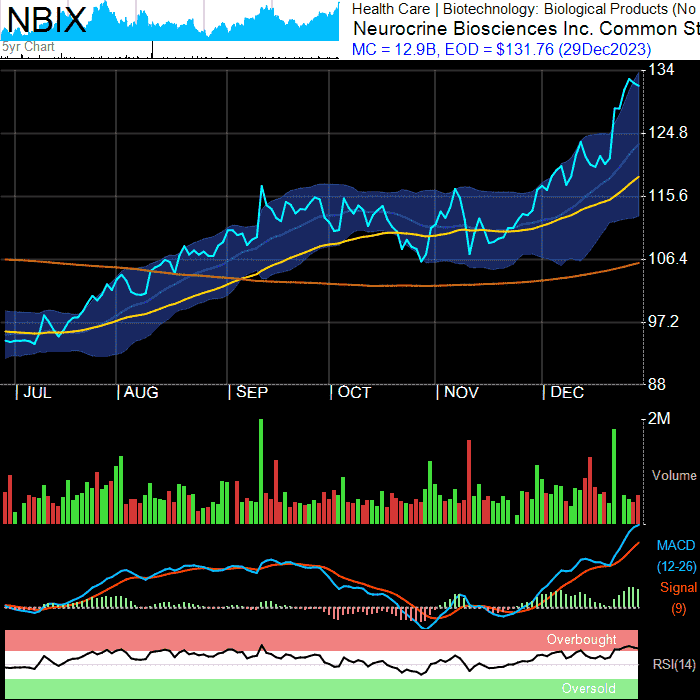 NBIX
5yr Chart
Health Care | Biotechnology: Biological Products (No
Neurocrine Biosciences Inc. Common St
MC = 12.9B, EOD = $131.76 (29Dec2023)
134
124.8
115.6
106.4
97.2
88
JUL AUG SEP OCT NOV DEC
2M
Volume
MACD
(12-26)
Signal
(9)
Overbought
RSI(14)
Oversold